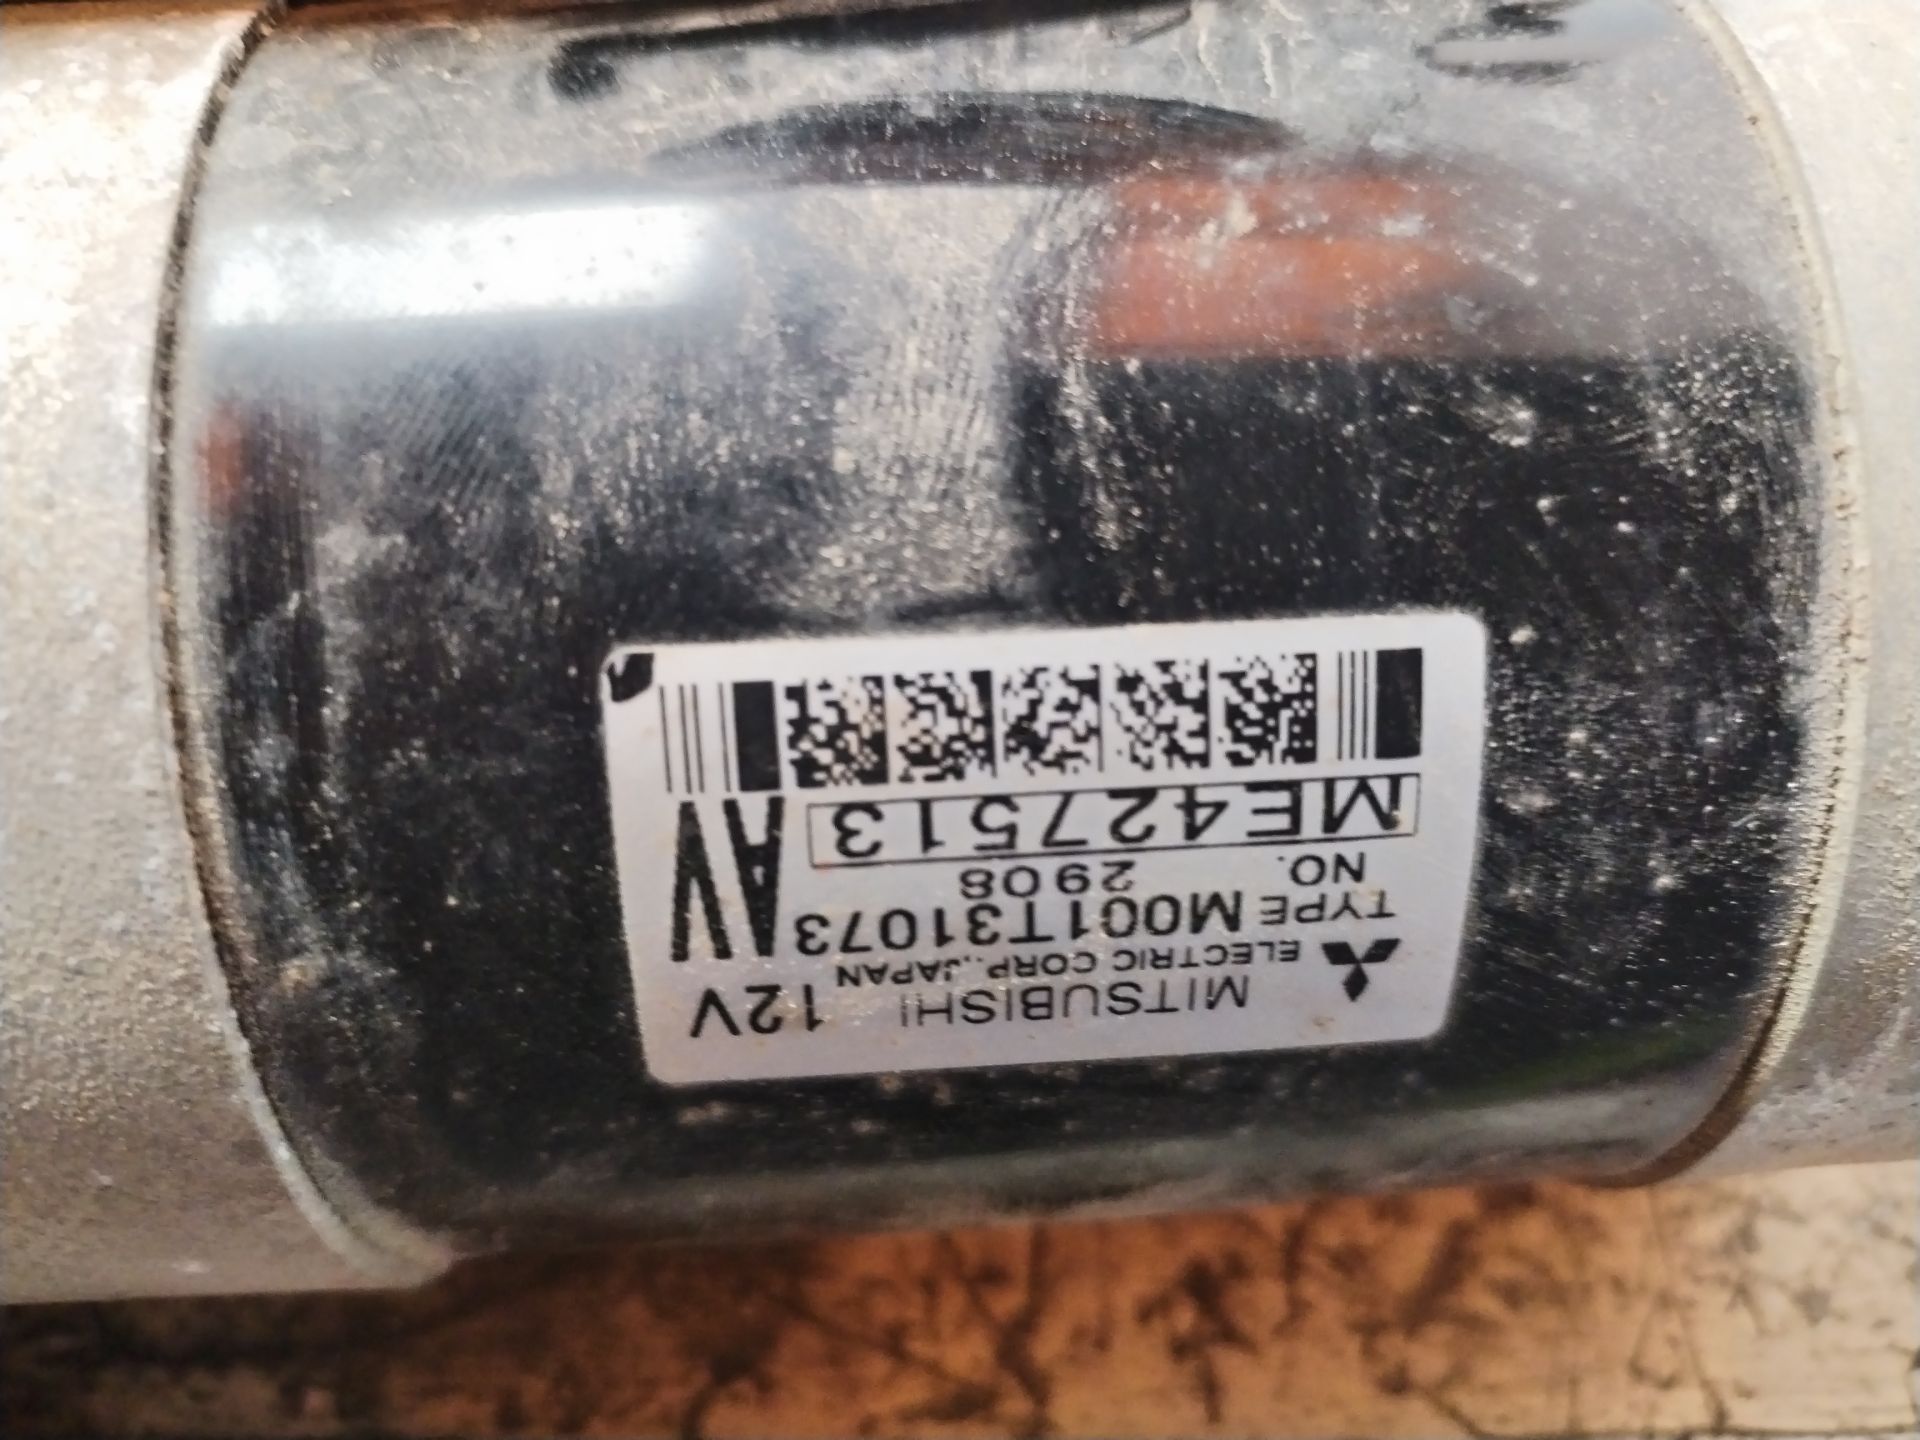 MITSUBISHI 12V
ELECTRIC CORP., JAPAN
TYPE M001T31073 AV
NO. 2908
ME427513